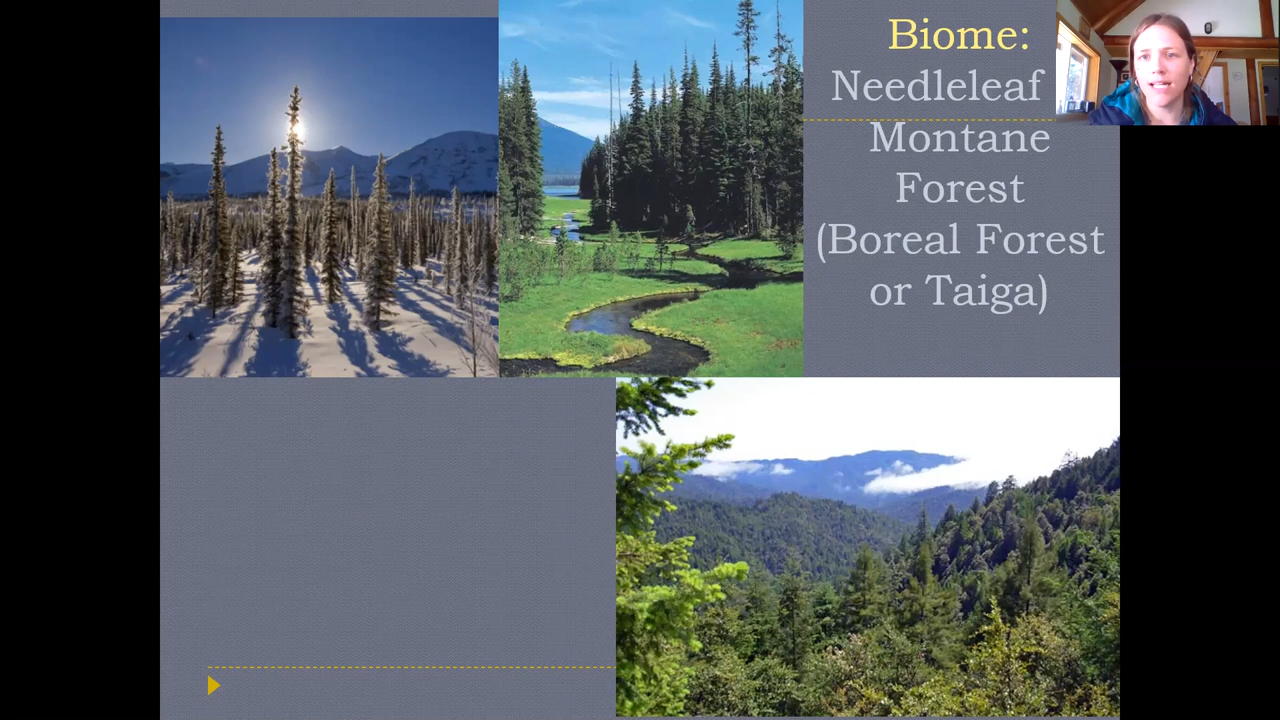 Biome:
Needleleaf
Montane
Forest
(Boreal Forest
or Taiga)